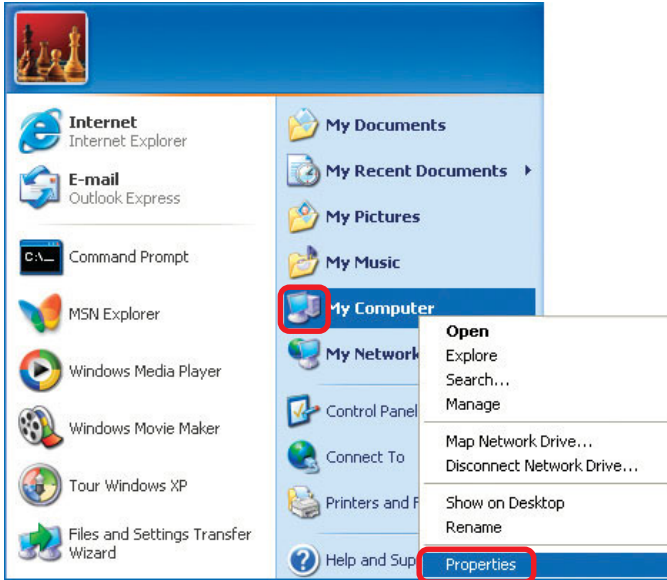 Internet
Internet Explorer
E-mail
Outlook Express
C:\_
Command Prompt
MSN Explorer
Windows Media Player
Windows Movie Maker
Tour Windows XP
Files and Settings Transfer
Wizard
My Documents
My Recent Documents
My Pictures
My Music
My Computer
My Network
Control Panel
Connect To
Printers and F
Help and Sup
Open
Explore
Search...
Manage
Map Network Drive...
Disconnect Network Drive...
Show on Desktop
Rename
Properties